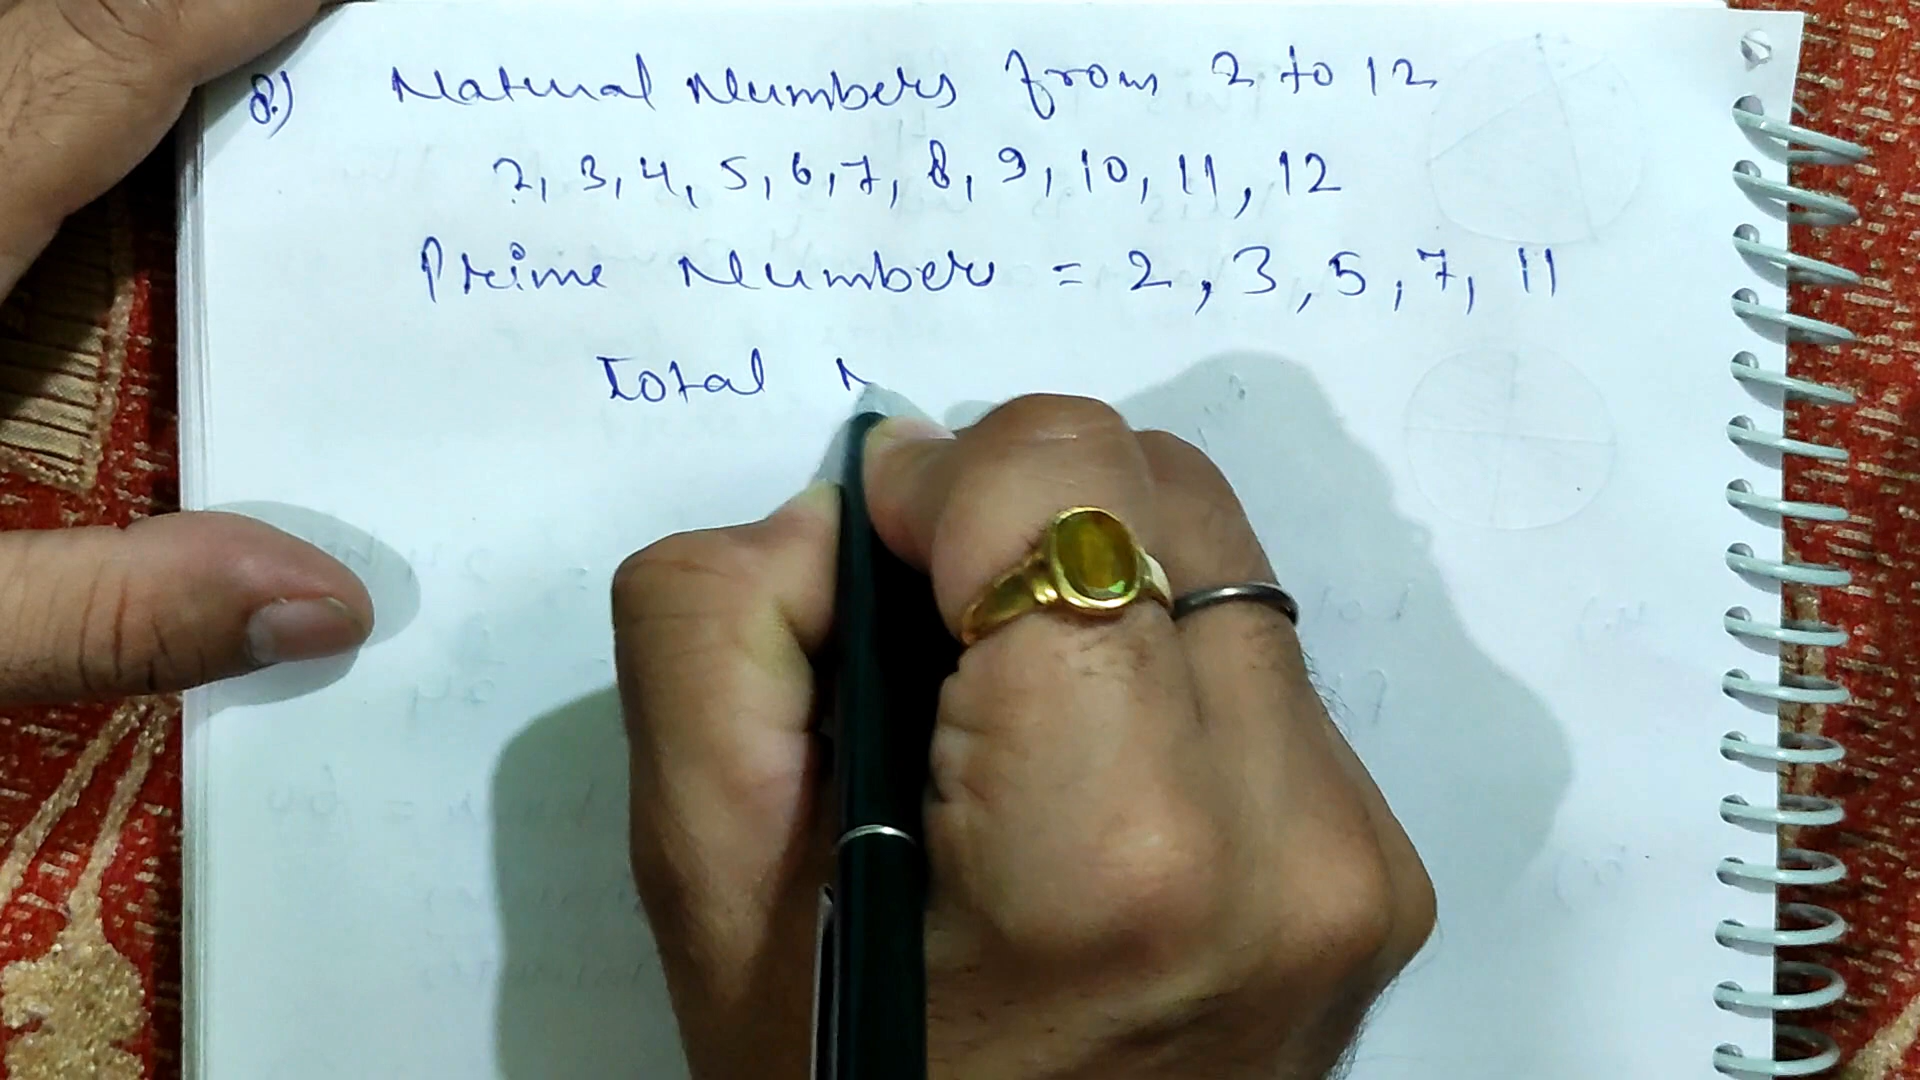 8.) Natural Numbers from 2 to 12
2, 3, 4, 5, 6, 7, 8, 9, 10, 11, 12
Prime Number = 2, 3, 5, 7, 11
Total N